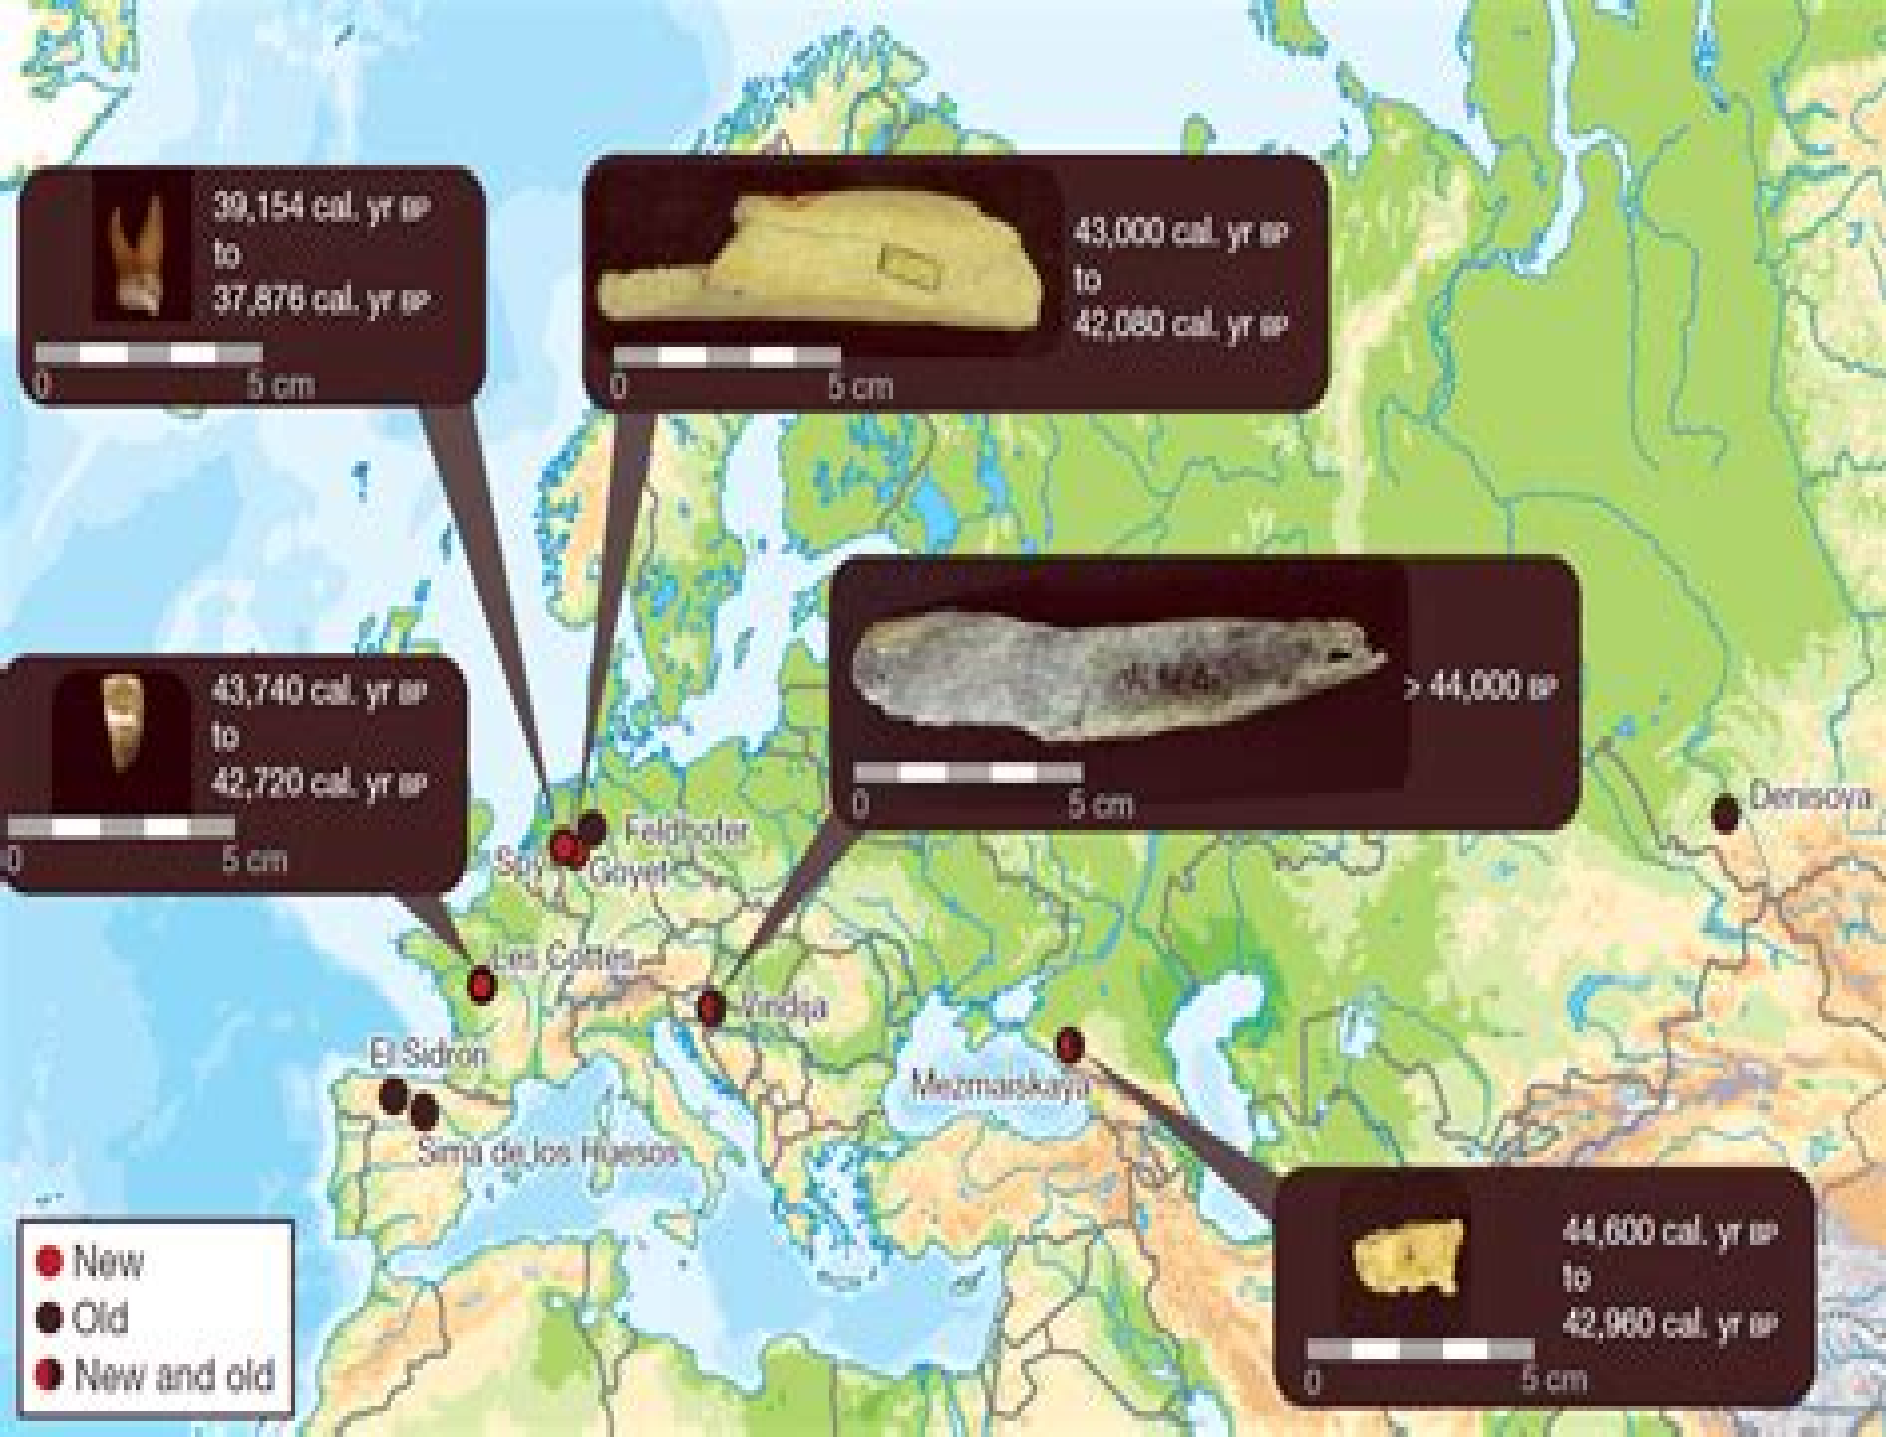 39,154 cal. yr BP
to
37,876 cal. yr BP
0 5 cm
43,000 cal. yr BP
to
42,080 cal. yr BP
0 5 cm
43,740 cal. yr BP
to
42,720 cal. yr BP
0 5 cm
> 44,000 BP
0 5 cm
Denisova
Feldhofer
Spy
Goyet
Les Cottés
Vindija
El Sidrón
Sima de los Huesos
Mezmaiskaya
44,600 cal. yr BP
to
42,960 cal. yr BP
0 5 cm
New
Old
New and old